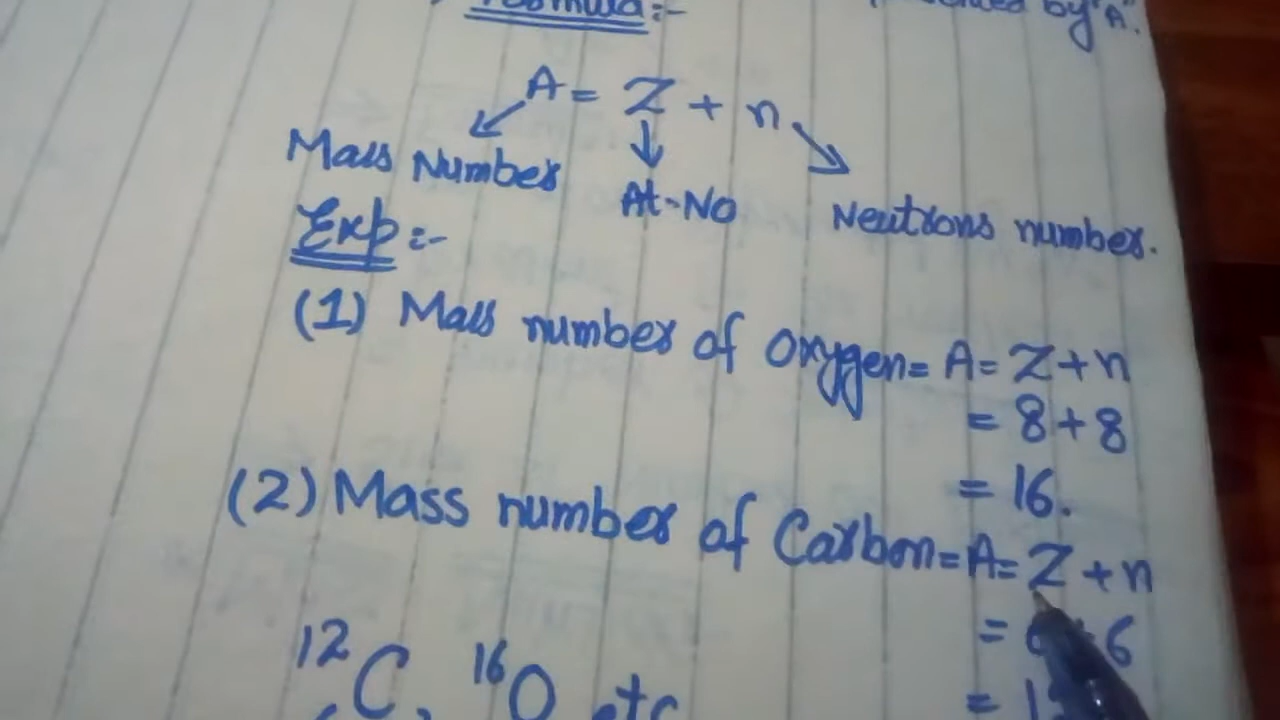 Formula:-
by "A".
A = Z + n
Mass Number At-No Neutrons number.
Exp:-
(1) Mass number of Oxygen= A= Z+n
= 8+8
= 16.
(2) Mass number of Carbon= A= Z+n
= 6
= 1
12C, 16O etc